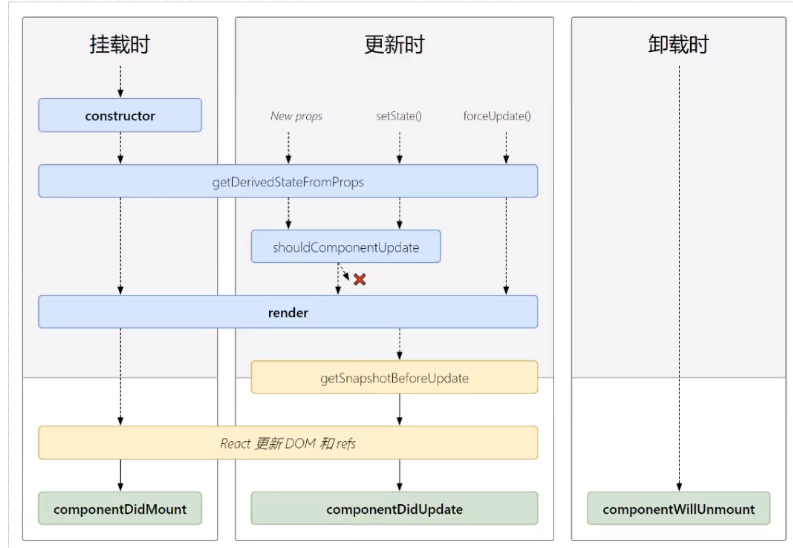 挂载时
更新时
卸载时
constructor
New props
setState()
forceUpdate()
getDerivedStateFromProps
shouldComponentUpdate
render
getSnapshotBeforeUpdate
React 更新 DOM 和 refs
componentDidMount
componentDidUpdate
componentWillUnmount